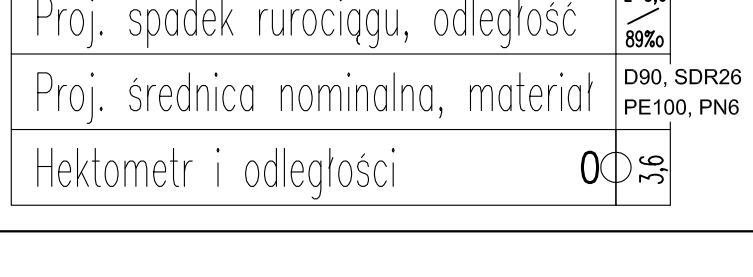 Proj. spadek rurociągu, odległość
89‰
Proj. średnica nominalna, materiał
D90, SDR26
PE100, PN6
Hektometr i odległości 0 3,6